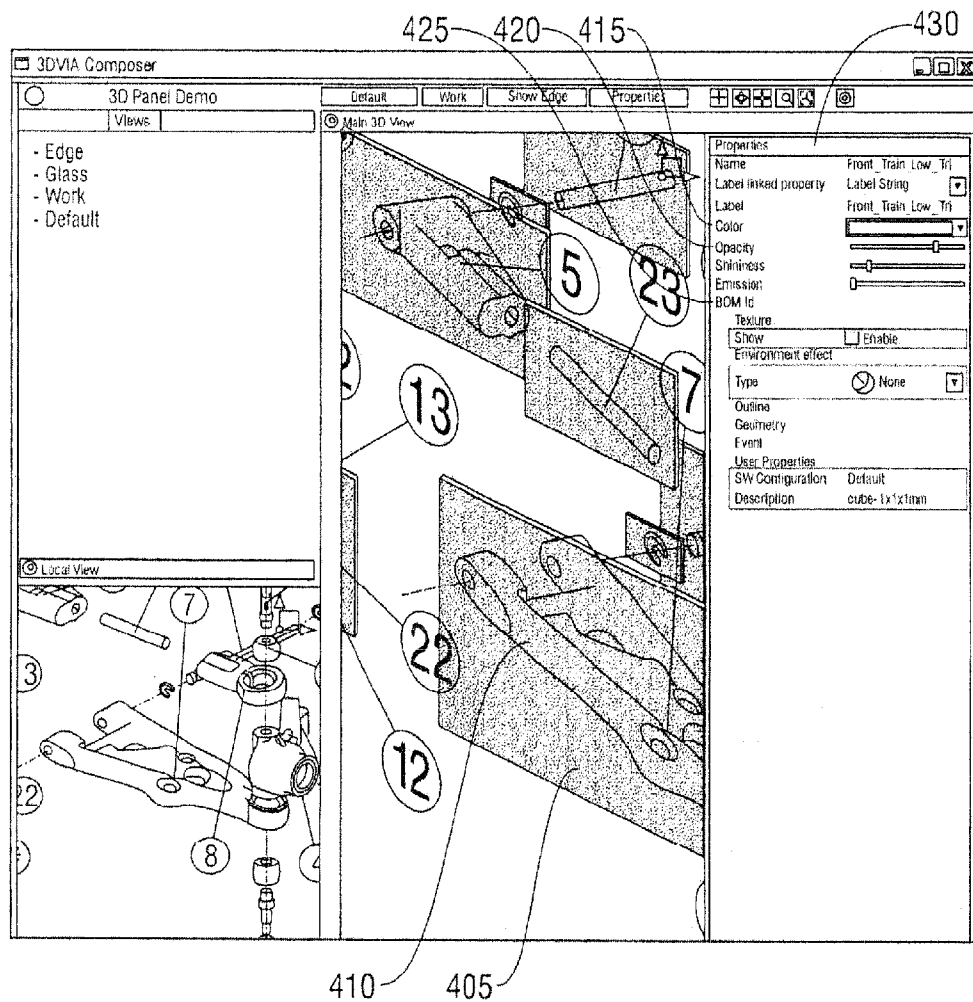 425 420 415 430
3DVIA Composer
3D Panel Demo
Default Work Show Edge Properties
Views
Main 3D View
- Edge
- Glass
- Work
- Default
Properties
Name Front_Train_Low_Tri
Label linked property Label String
Label Front_Train_Low_Tri
Color
Opacity
Shininess
Emission
BOM Id
Texture
Show Enable
Environment effect
Type None
Outline
Geometry
Event
User Properties
SW Configuration Default
Description cube-1x1x1mm
5
23
2
13
7
22
12
Local View
7
3
22
8
4
410 405